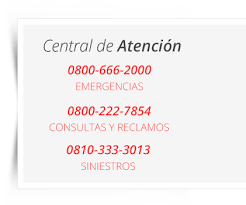 Central de Atención
0800-666-2000
EMERGENCIAS
0800-222-7854
CONSULTAS Y RECLAMOS
0810-333-3013
SINIESTROS